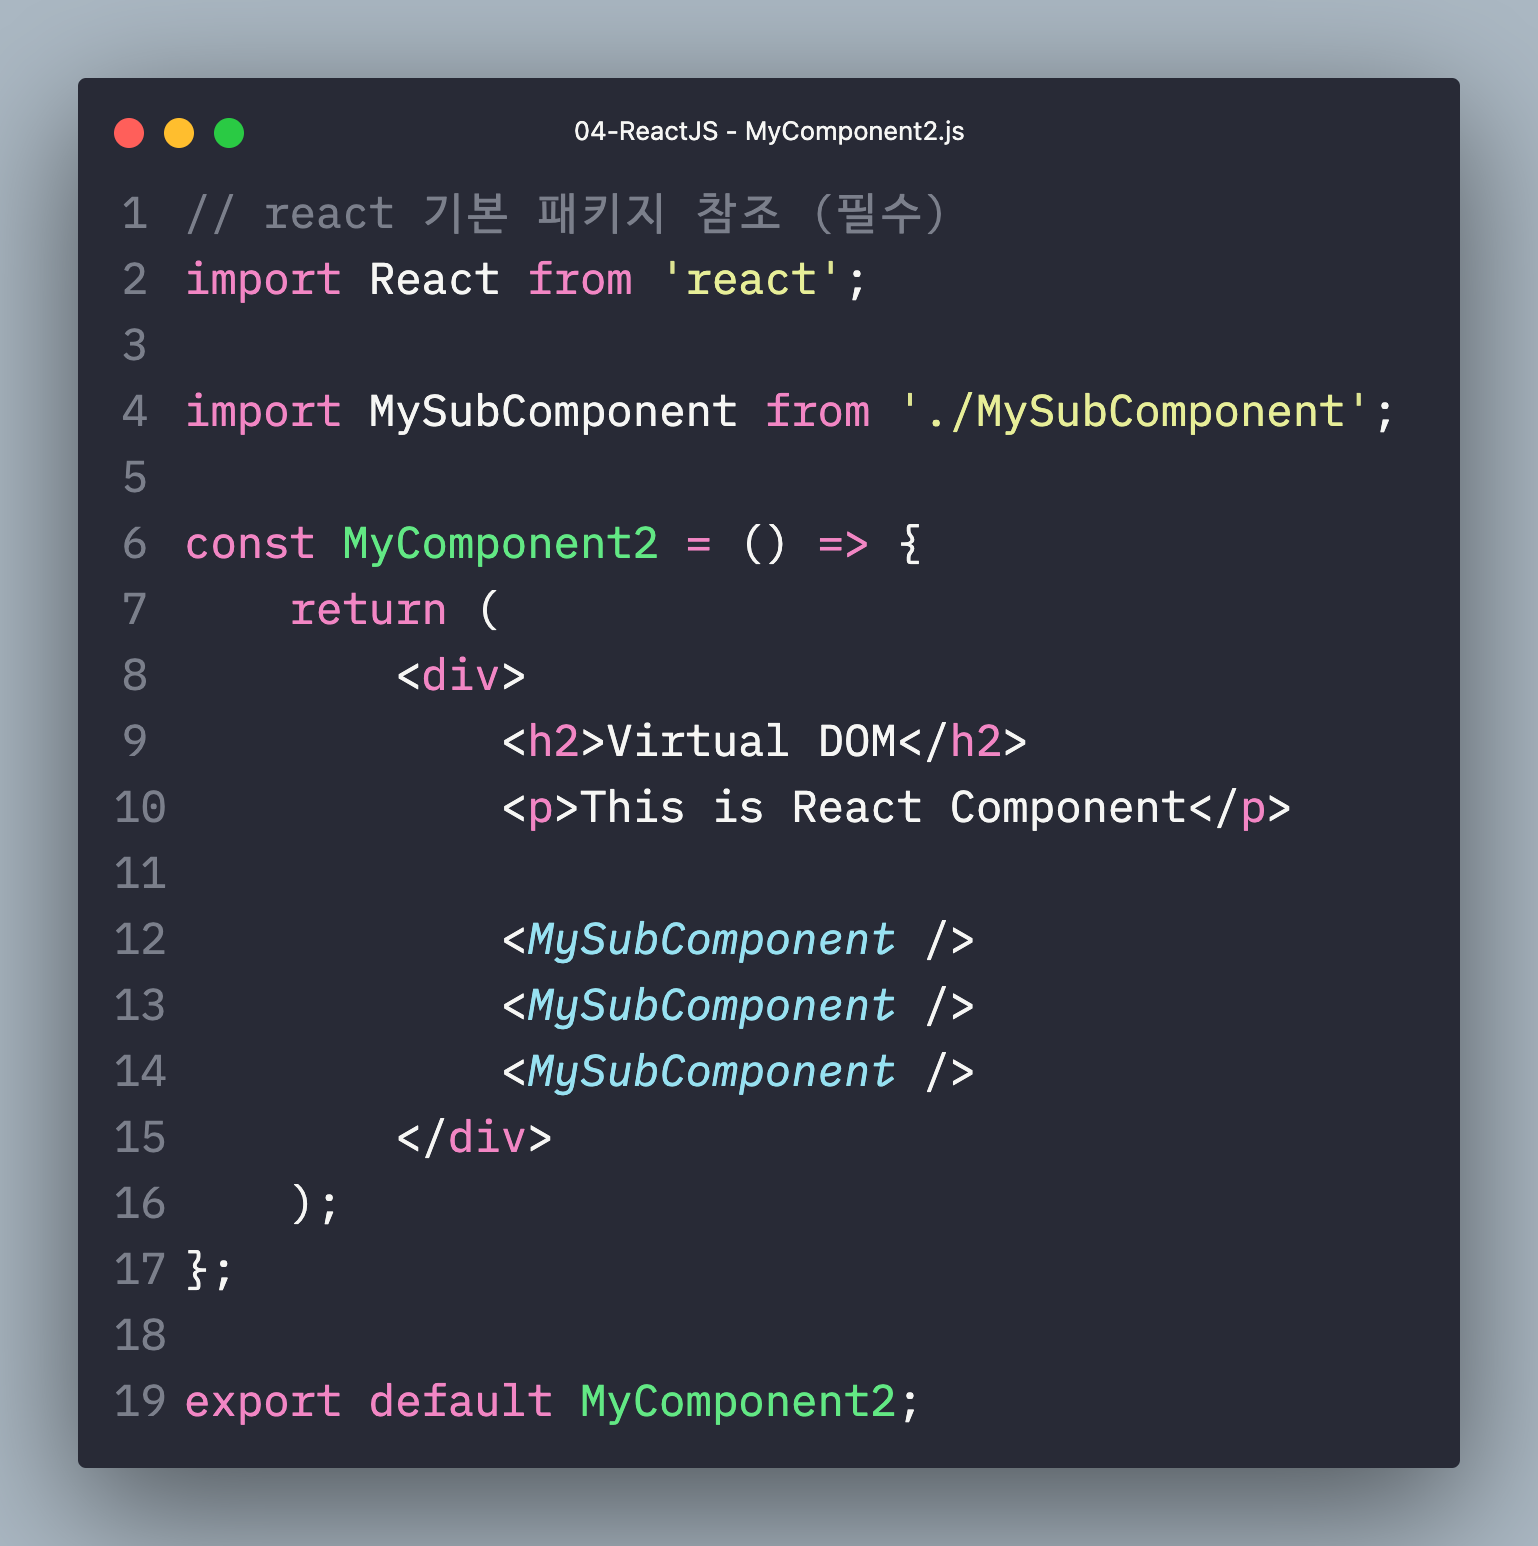 04-ReactJS - MyComponent2.js
1 // react 기본 패키지 참조 (필수)
2 import React from 'react';
3
4 import MySubComponent from './MySubComponent';
5
6 const MyComponent2 = () => {
7     return (
8         <div>
9             <h2>Virtual DOM</h2>
10             <p>This is React Component</p>
11
12             <MySubComponent />
13             <MySubComponent />
14             <MySubComponent />
15         </div>
16     );
17 };
18
19 export default MyComponent2;